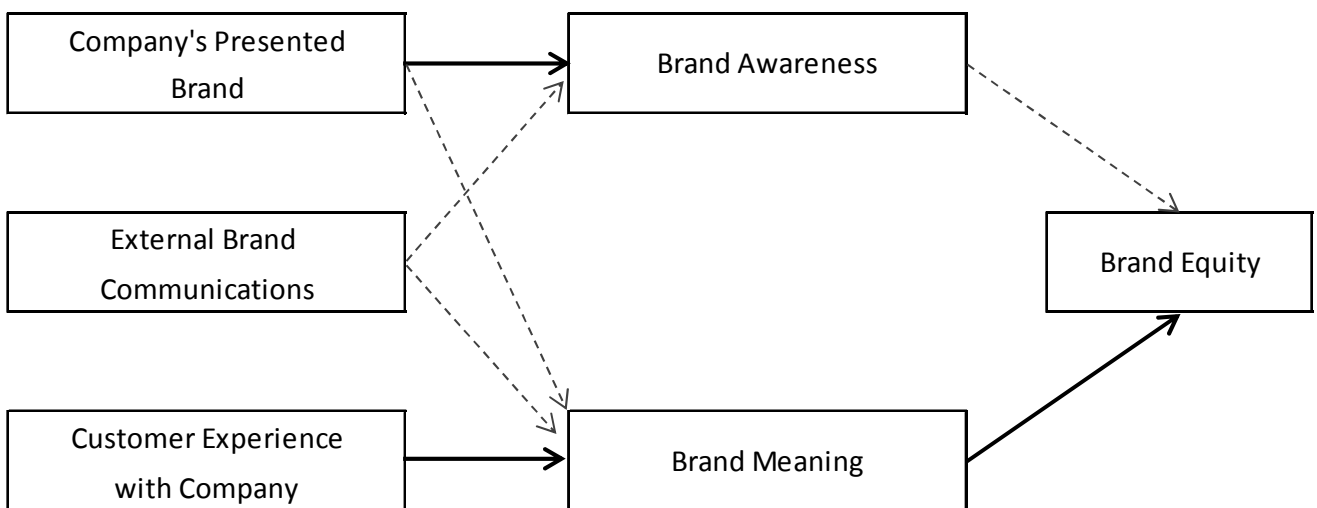 Company's Presented
Brand
Brand Awareness
External Brand
Communications
Brand Equity
Customer Experience
with Company
Brand Meaning